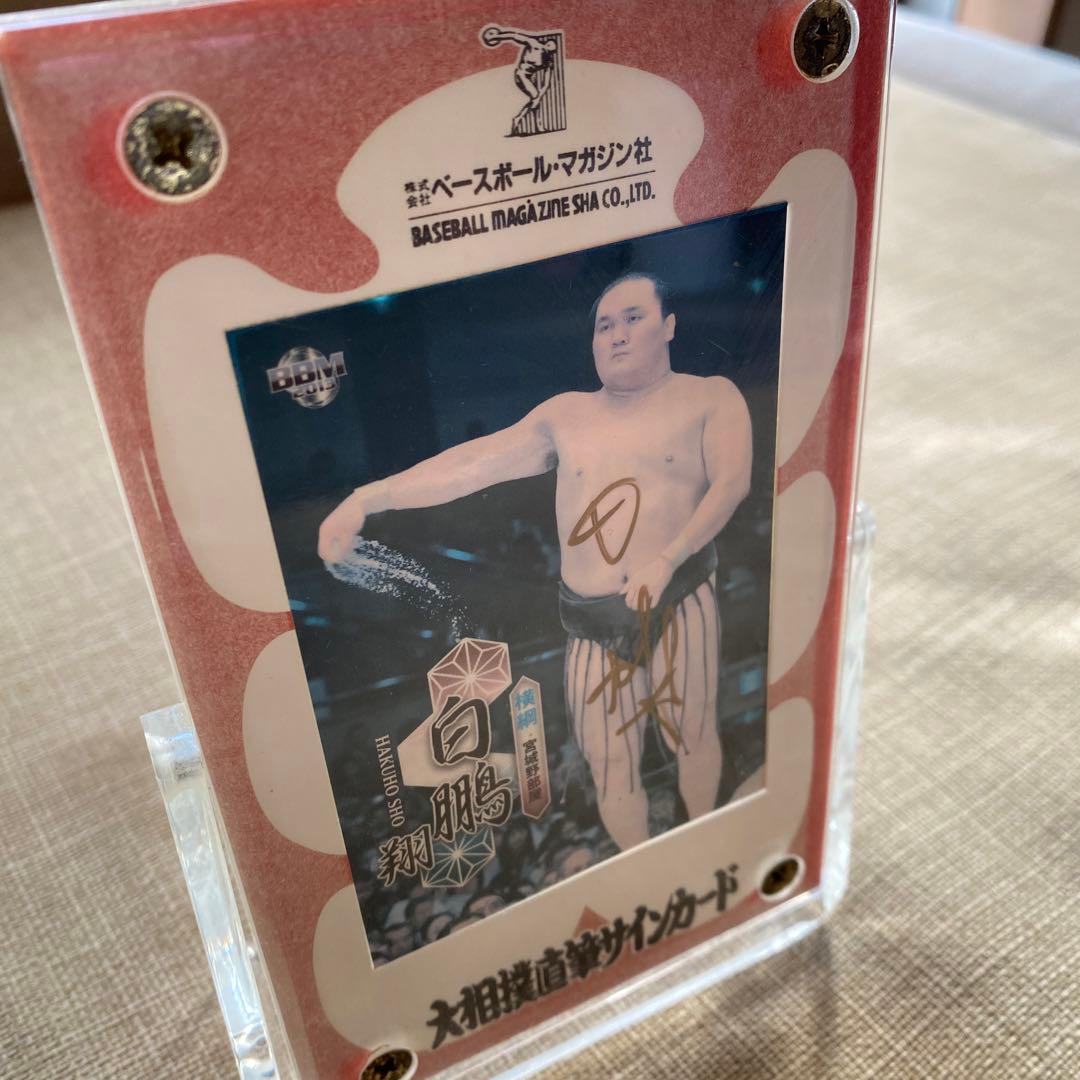 株式会社 ベースボール・マガジン社
BASEBALL MAGAZINE SHA CO.,LTD.
BBM
2013
横綱・宮城野部屋
白鵬
翔
HAKUHO SHO
大相撲直筆サインカード